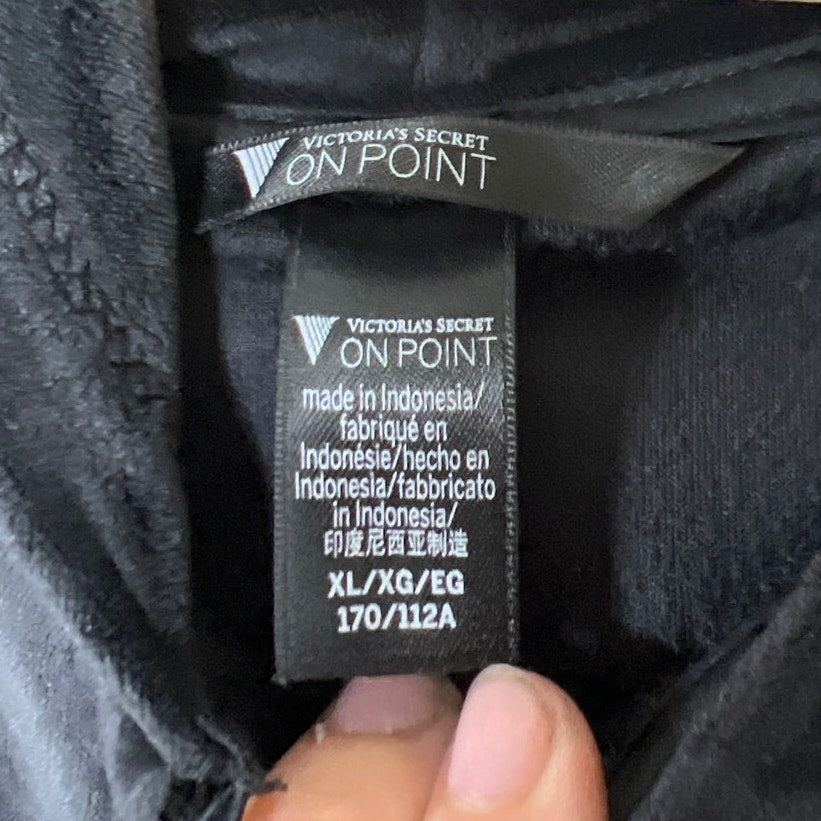 VICTORIA'S SECRET
ON POINT
VICTORIA'S SECRET
ON POINT
made in Indonesia/
fabriqué en
Indonésie/hecho en
Indonesia/fabbricato
in Indonesia/
印度尼西亚制造
XL/XG/EG
170/112A